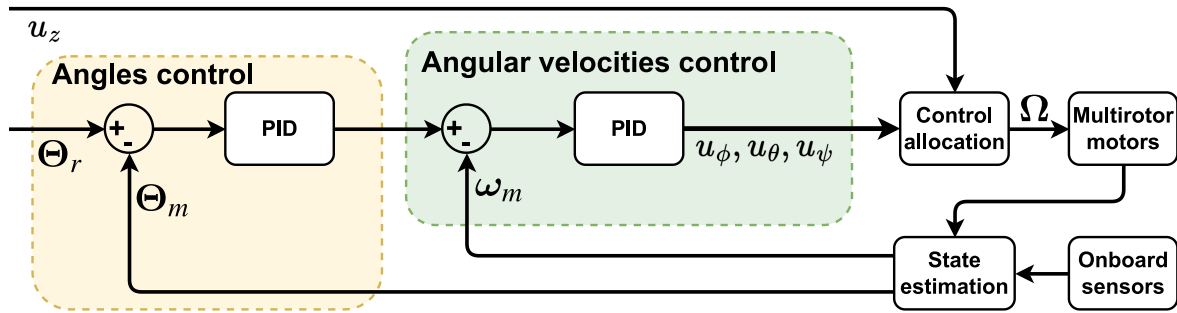 u_z
Angles control
Angular velocities control
+
-
PID
+
-
PID
Control
allocation
Ω
Multirotor
motors
Θ_r
Θ_m
ω_m
u_ϕ, u_θ, u_ψ
State
estimation
Onboard
sensors